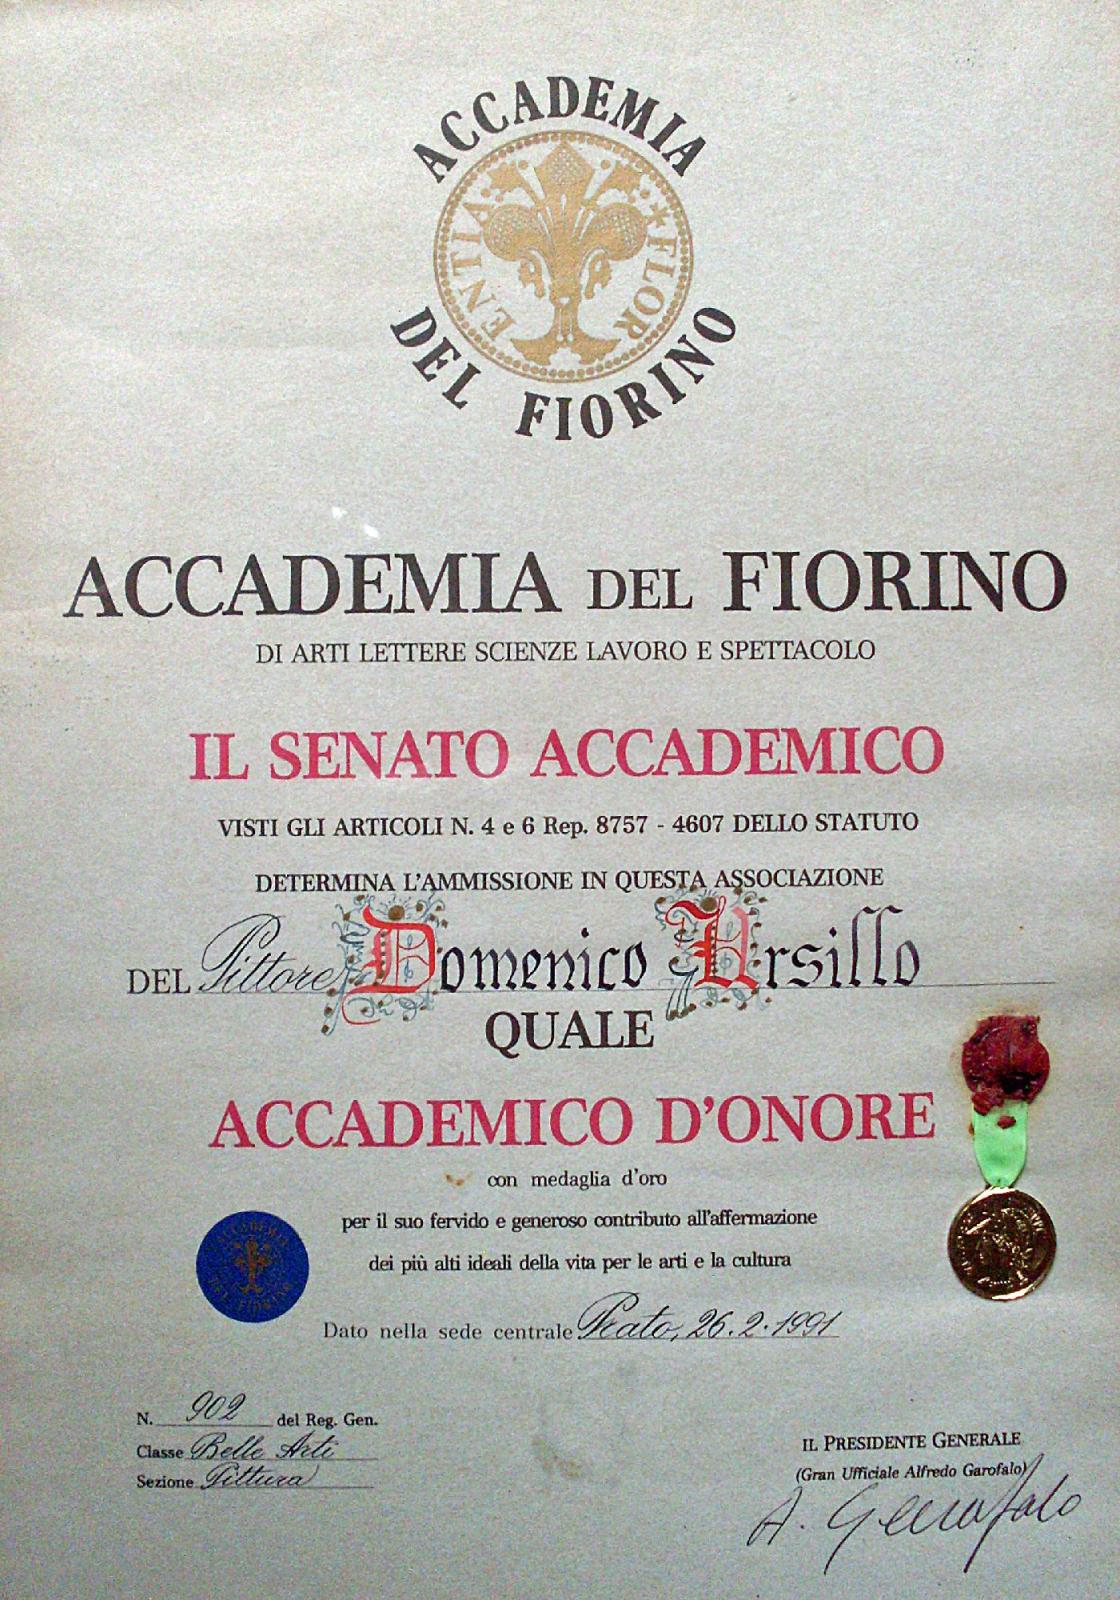 ACCADEMIA
DEL FIORINO
FLOR
ENTIA
ACCADEMIA DEL FIORINO
DI ARTI LETTERE SCIENZE LAVORO E SPETTACOLO
IL SENATO ACCADEMICO
VISTI GLI ARTICOLI N. 4 e 6 Rep. 8757 - 4607 DELLO STATUTO
DETERMINA L'AMMISSIONE IN QUESTA ASSOCIAZIONE
DEL Pittore Domenico Ursillo
QUALE
ACCADEMICO D'ONORE
con medaglia d'oro
per il suo fervido e generoso contributo all'affermazione
dei più alti ideali della vita per le arti e la cultura
ACCADEMIA
DEL FIORINO
Dato nella sede centrale Prato, 26.2.1991
N. 902 del Reg. Gen.
Classe Belle Arti
Sezione Pittura
IL PRESIDENTE GENERALE
(Gran Ufficiale Alfredo Garofalo)
A. Garofalo